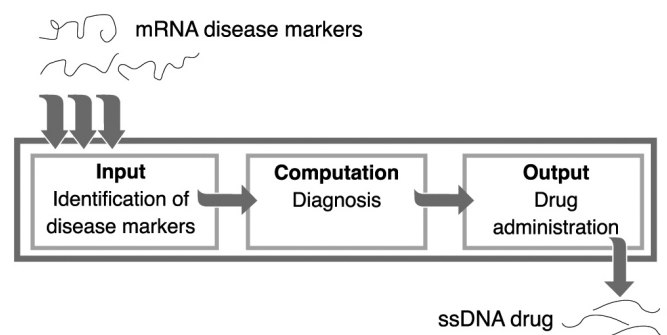 mRNA disease markers
Input
Identification of
disease markers
Computation
Diagnosis
Output
Drug
administration
ssDNA drug